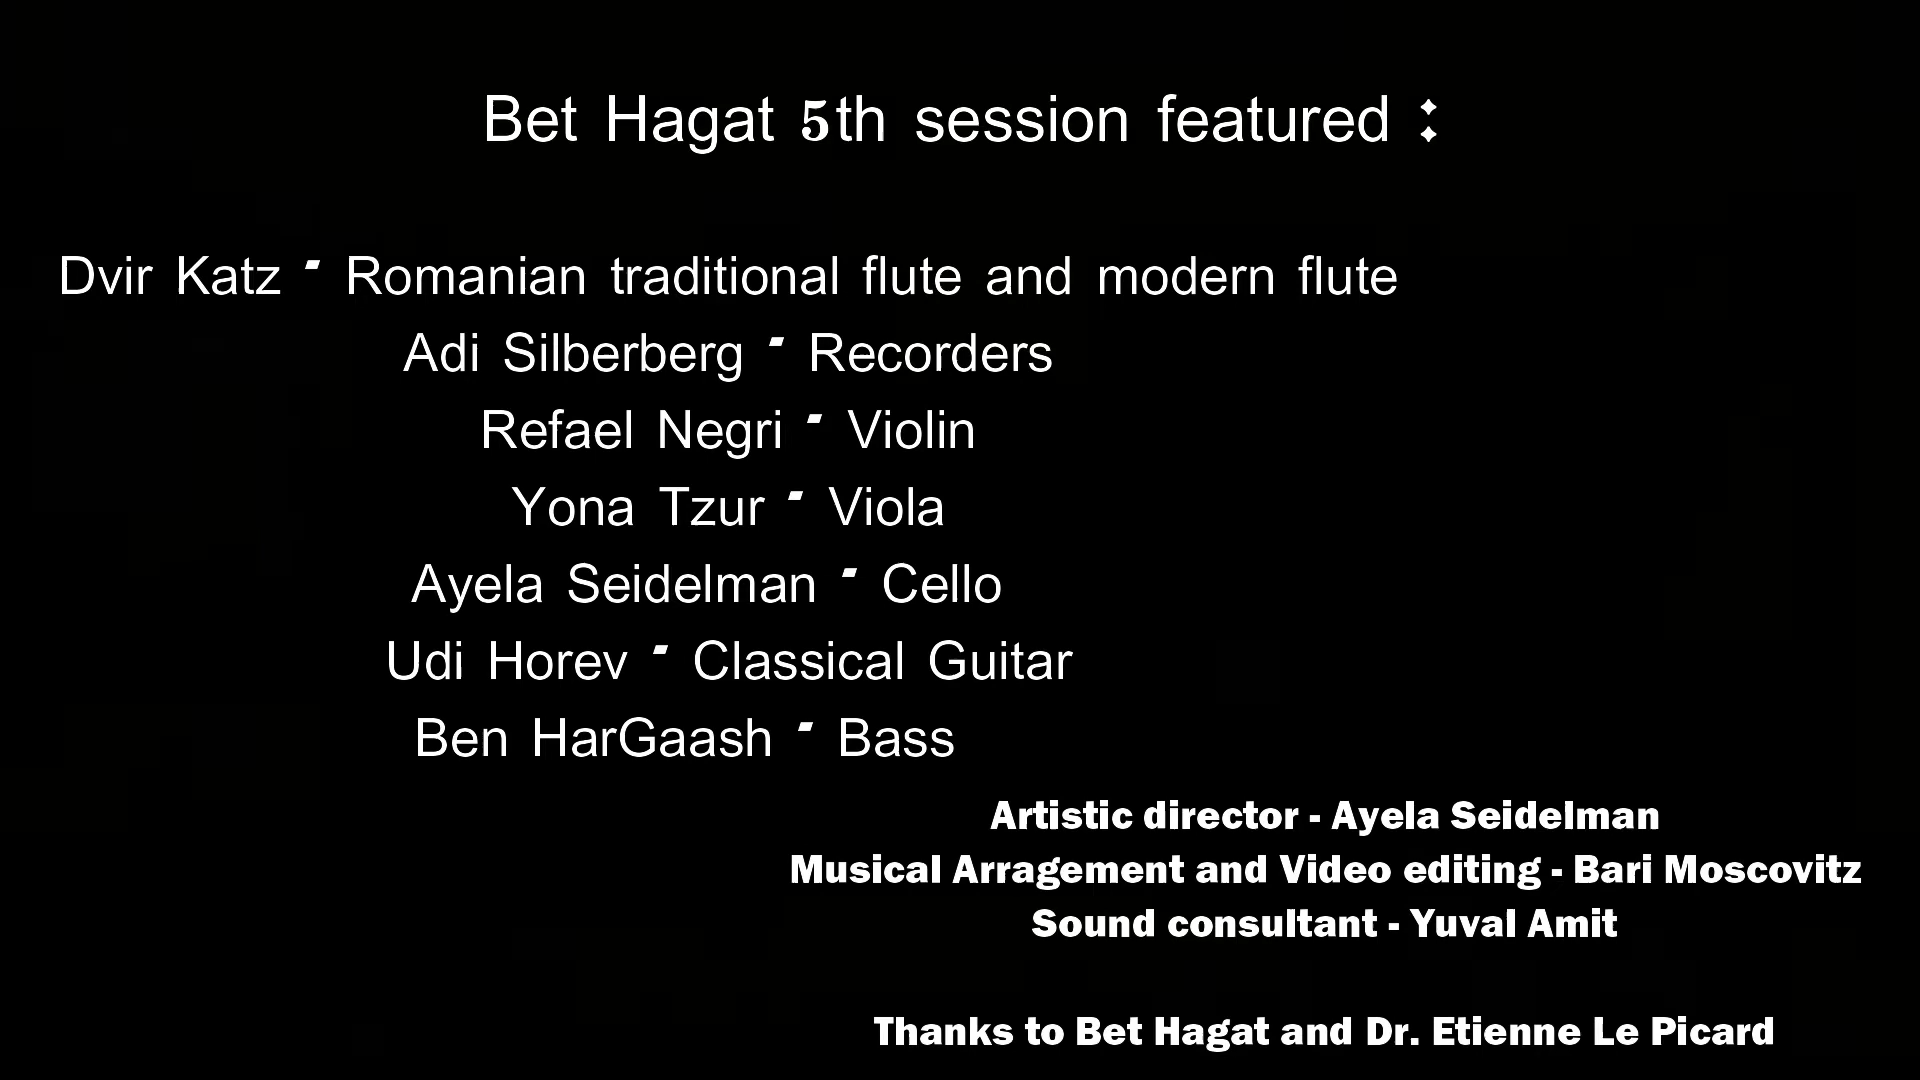 Bet Hagat 5th session featured :
Dvir Katz - Romanian traditional flute and modern flute
Adi Silberberg - Recorders
Refael Negri - Violin
Yona Tzur - Viola
Ayela Seidelman - Cello
Udi Horev - Classical Guitar
Ben HarGaash - Bass
Artistic director - Ayela Seidelman
Musical Arragement and Video editing - Bari Moscovitz
Sound consultant - Yuval Amit
Thanks to Bet Hagat and Dr. Etienne Le Picard